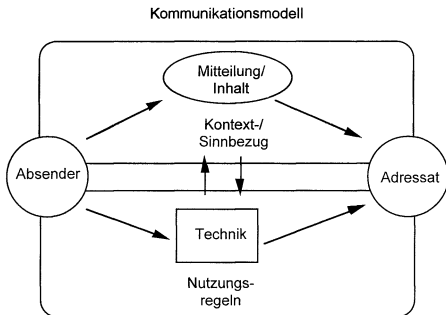 Kommunikationsmodell
Mitteilung/
Inhalt
Kontext-/
Sinnbezug
Absender
Adressat
Technik
Nutzungs-
regeln